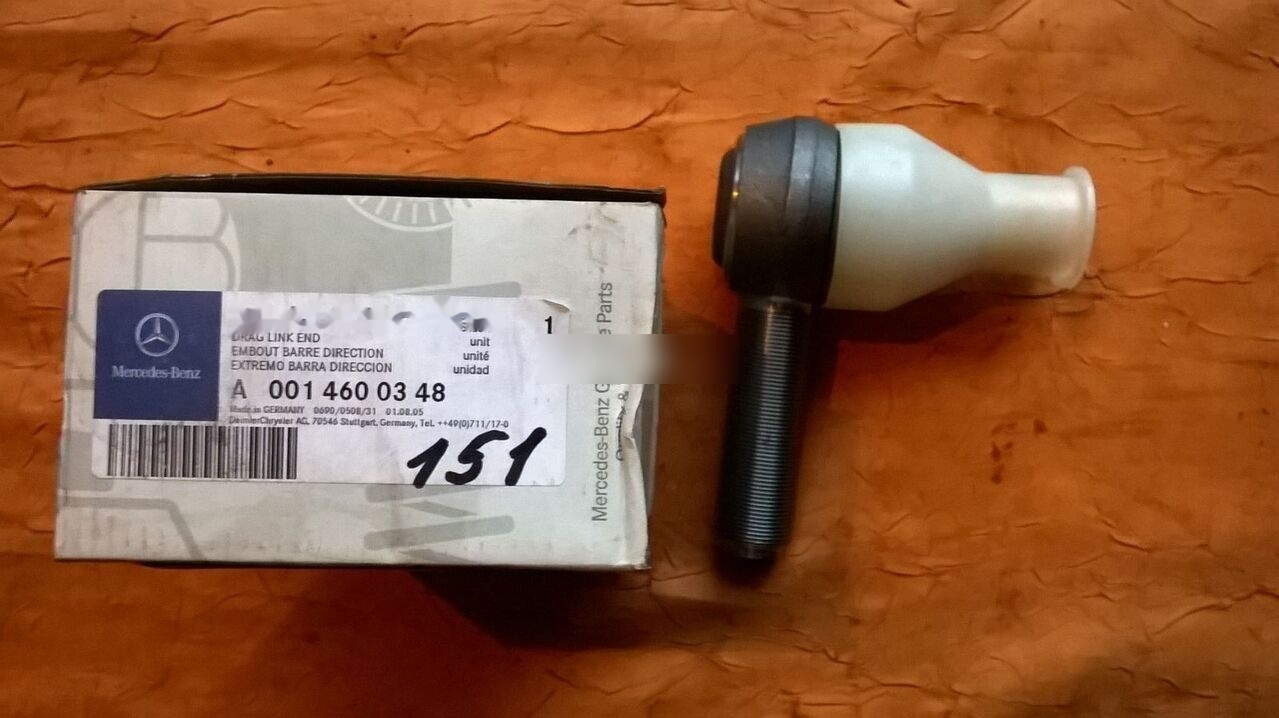 1
DRAG LINK END unit
EMBOUT BARRE DIRECTION unité
EXTREMO BARRA DIRECCION unidad
Mercedes-Benz
A 001 460 03 48
Made in GERMANY 0690/0508/31 01.08.05
DaimlerChrysler AG, 70546 Stuttgart, Germany, Tel. ++49(0)711/17-0
151
Mercedes-Benz Parts